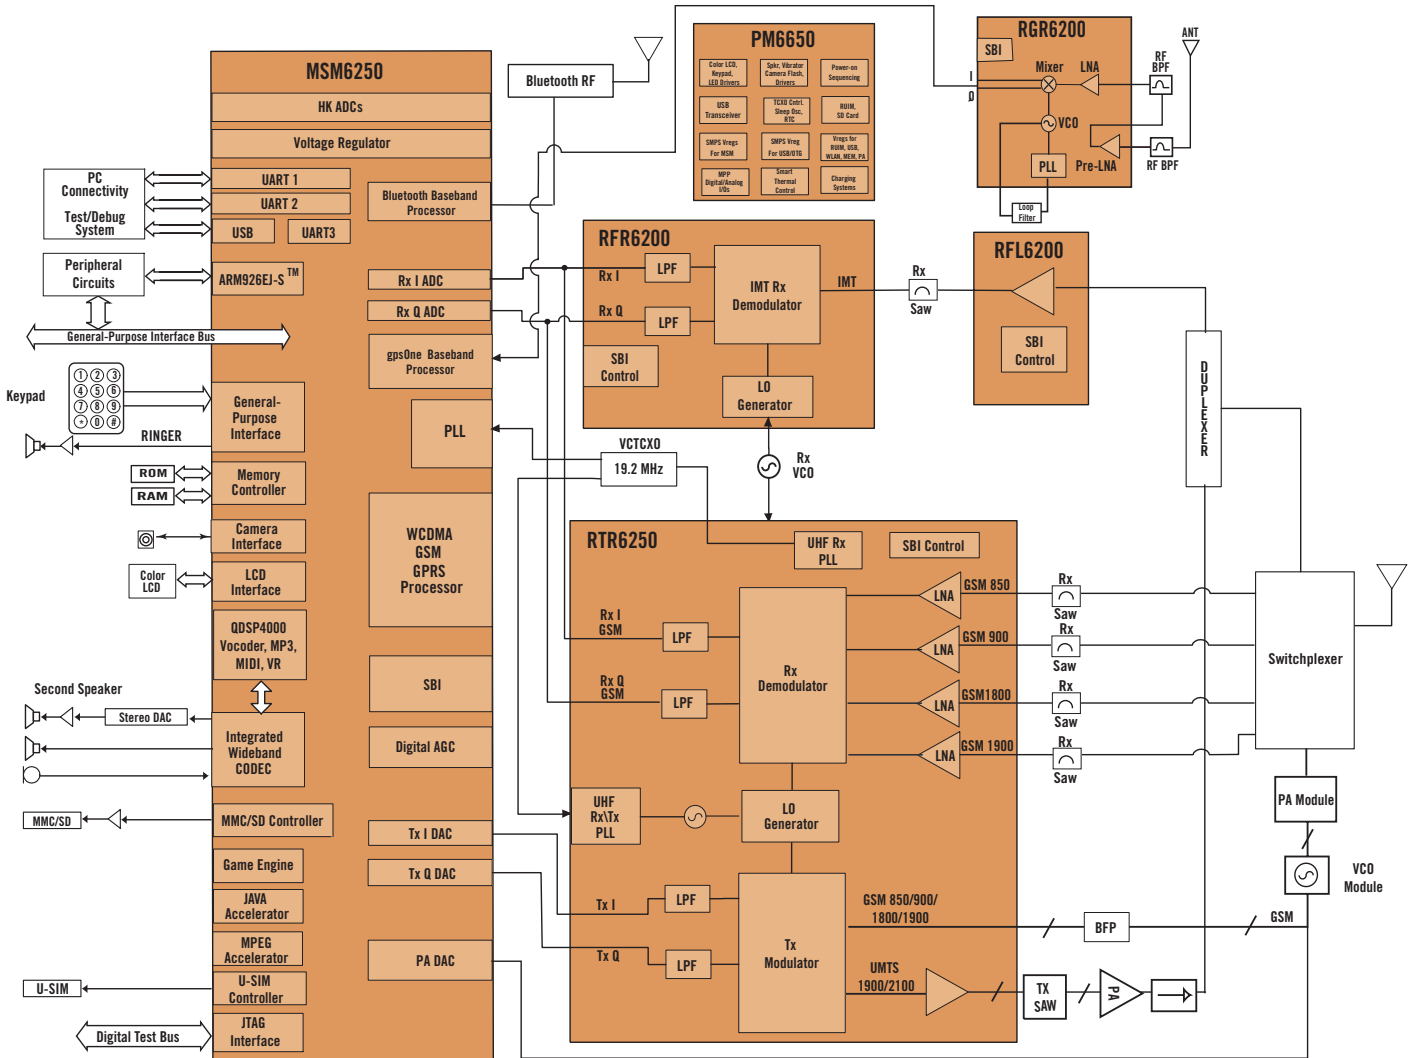 MSM6250
HK ADCs
Voltage Regulator
UART 1
UART 2
USB
UART3
ARM926EJ-S TM
Bluetooth Baseband
Processor
Rx I ADC
Rx Q ADC
gpsOne Baseband
Processor
PLL
General-
Purpose
Interface
Memory
Controller
Camera
Interface
LCD
Interface
QDSP4000
Vocoder, MP3,
MIDI, VR
Integrated
Wideband
CODEC
MMC/SD Controller
Game Engine
JAVA
Accelerator
MPEG
Accelerator
U-SIM
Controller
JTAG
Interface
WCDMA
GSM
GPRS
Processor
SBI
Digital AGC
Tx I DAC
Tx Q DAC
PA DAC
PC
Connectivity
Test/Debug
System
Peripheral
Circuits
General-Purpose Interface Bus
Keypad
1 2 3
4 5 6
7 8 9
* 0 #
RINGER
ROM
RAM
Color
LCD
Second Speaker
Stereo DAC
MMC/SD
U-SIM
Digital Test Bus
Bluetooth RF
PM6650
Color LCD,
Keypad,
LED Drivers
Spkr, Vibrator
Camera Flash,
Drivers
Power-on
Sequencing
USB
Transceiver
TCXO Cntrl.
Sleep Osc,
RTC
RUIM,
SD Card
SMPS Vregs
For MSM
SMPS Vreg
For USB/OTG
Vregs for
RUIM, USB,
WLAN, MEM, PA
MPP
Digital/Analog
I/Os
Smart
Thermal
Control
Charging
Systems
RGR6200
SBI
I
Q
Mixer
LNA
VCO
PLL
Pre-LNA
Loop
Filter
RF
BPF
RF BPF
ANT
RFR6200
Rx I
LPF
Rx Q
LPF
IMT Rx
Demodulator
IMT
SBI
Control
LO
Generator
Rx
Saw
RFL6200
SBI
Control
DUPLEXER
VCTCXO
19.2 MHz
Rx
VCO
RTR6250
UHF Rx
PLL
SBI Control
Rx I
GSM
LPF
Rx Q
GSM
LPF
Rx
Demodulator
LNA
GSM 850
LNA
GSM 900
LNA
GSM1800
LNA
GSM 1900
Rx
Saw
Rx
Saw
Rx
Saw
Rx
Saw
Switchplexer
UHF
Rx\Tx
PLL
LO
Generator
Tx I
LPF
Tx Q
LPF
Tx
Modulator
GSM 850/900/
1800/1900
UMTS
1900/2100
BFP
GSM
TX
SAW
PA
PA Module
VCO
Module